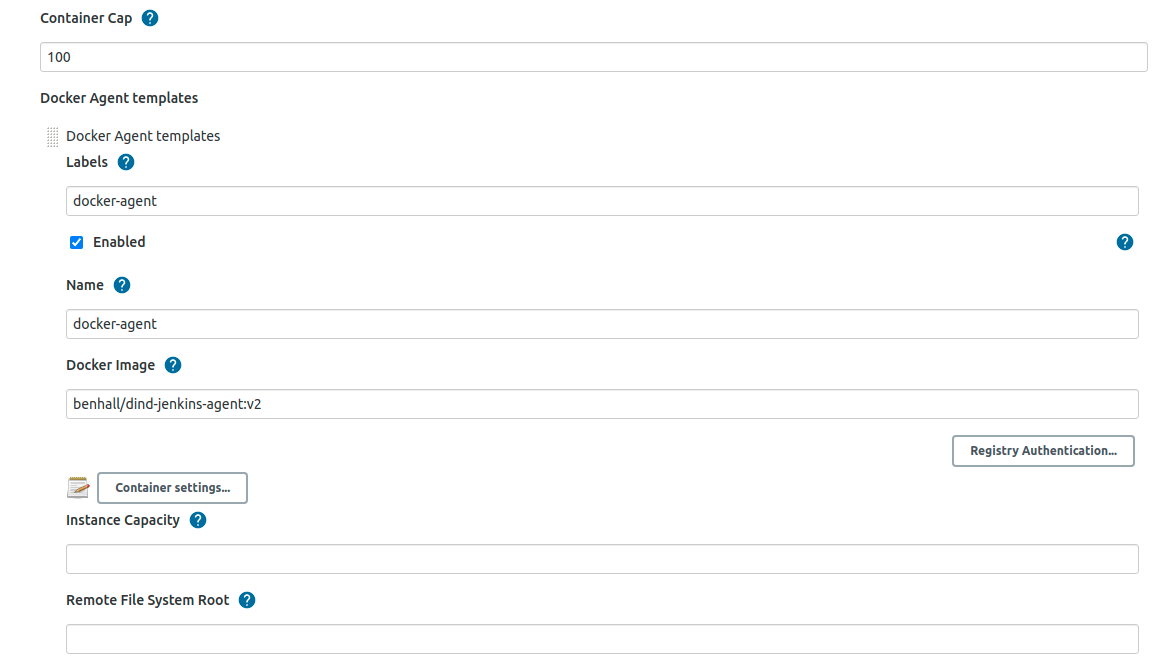 Container Cap ?
100
Docker Agent templates
Docker Agent templates
Labels ?
docker-agent
Enabled ?
Name ?
docker-agent
Docker Image ?
benhall/dind-jenkins-agent:v2
Registry Authentication...
Container settings...
Instance Capacity ?
Remote File System Root ?